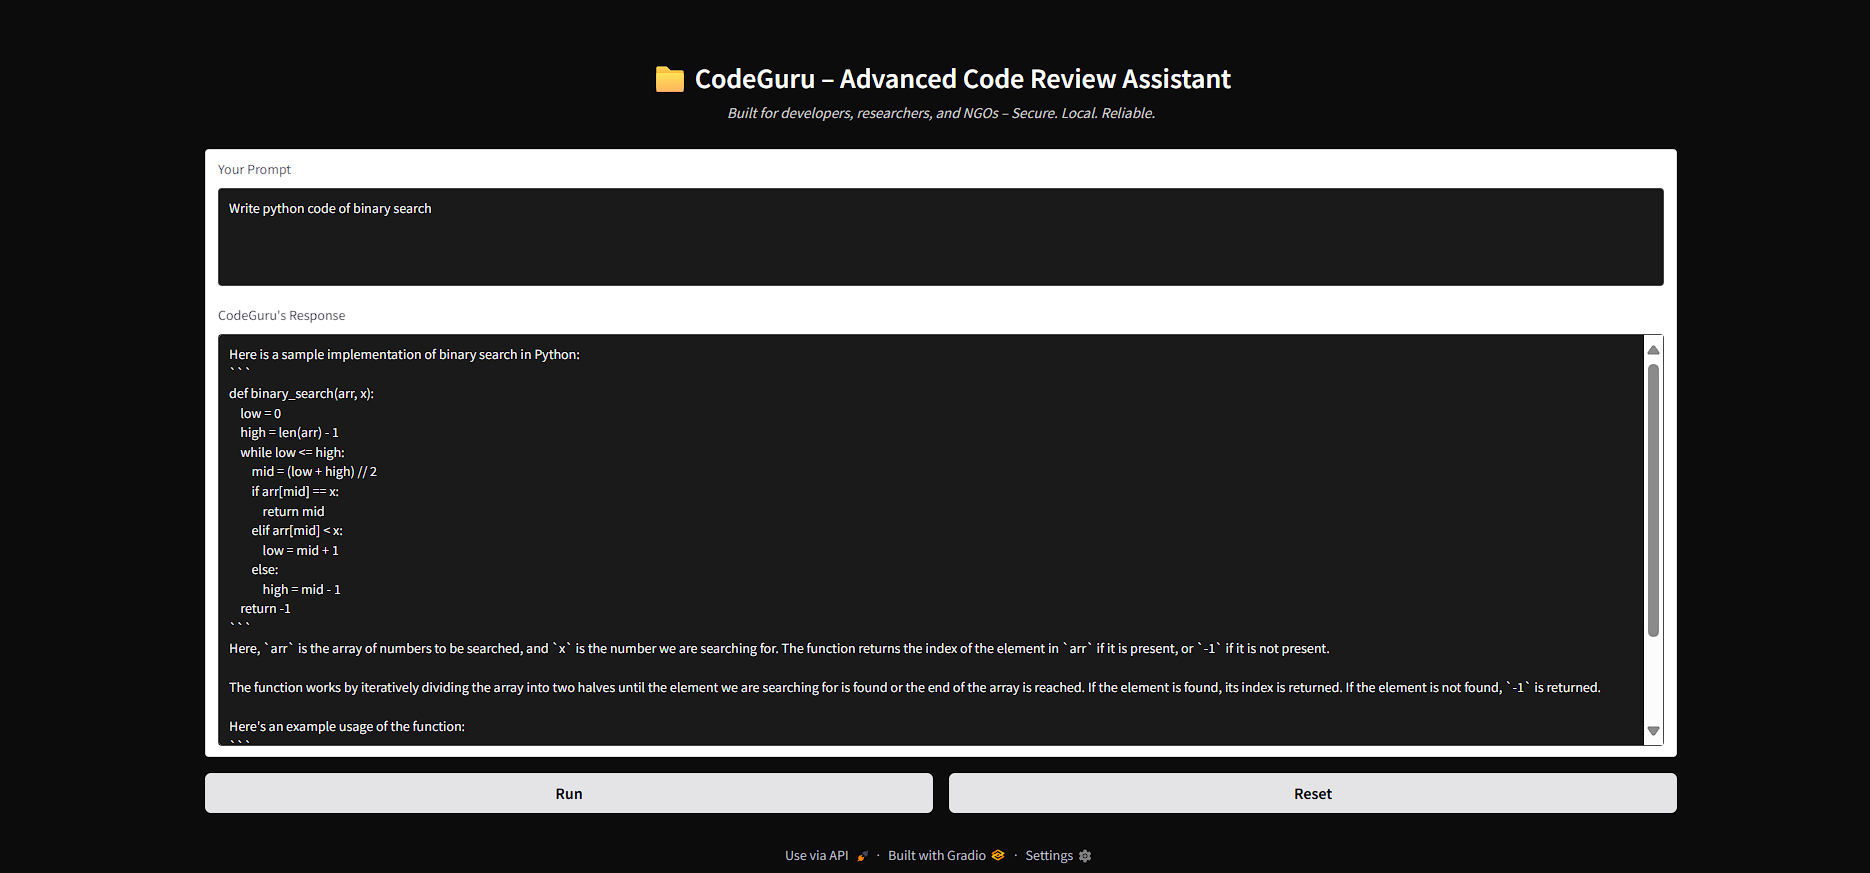 CodeGuru – Advanced Code Review Assistant
Built for developers, researchers, and NGOs – Secure. Local. Reliable.
Your Prompt
Write python code of binary search
CodeGuru's Response
Here is a sample implementation of binary search in Python:
```
def binary_search(arr, x):
    low = 0
    high = len(arr) - 1
    while low <= high:
        mid = (low + high) // 2
        if arr[mid] == x:
            return mid
        elif arr[mid] < x:
            low = mid + 1
        else:
            high = mid - 1
    return -1
```
Here, `arr` is the array of numbers to be searched, and `x` is the number we are searching for. The function returns the index of the element in `arr` if it is present, or `-1` if it is not present.
The function works by iteratively dividing the array into two halves until the element we are searching for is found or the end of the array is reached. If the element is found, its index is returned. If the element is not found, `-1` is returned.
Here's an example usage of the function:
```
Run
Reset
Use via API · Built with Gradio · Settings